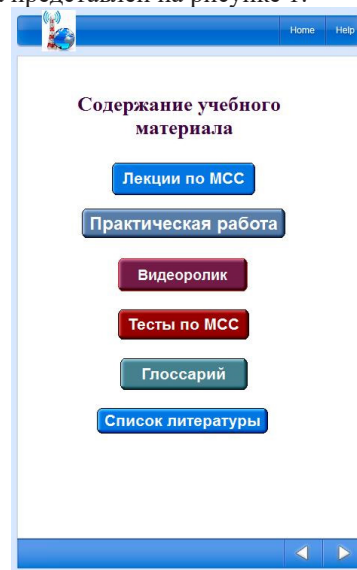 представлен на рисунке 1.
Home Help
Содержание учебного
материала
Лекции по МСС
Практическая работа
Видеоролик
Тесты по МСС
Глоссарий
Список литературы